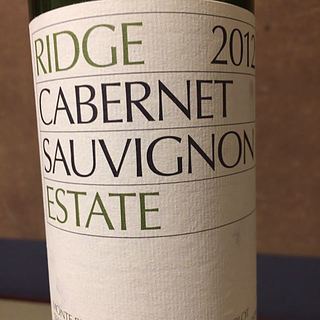 RIDGE 2012
CABERNET
SAUVIGNON
ESTATE